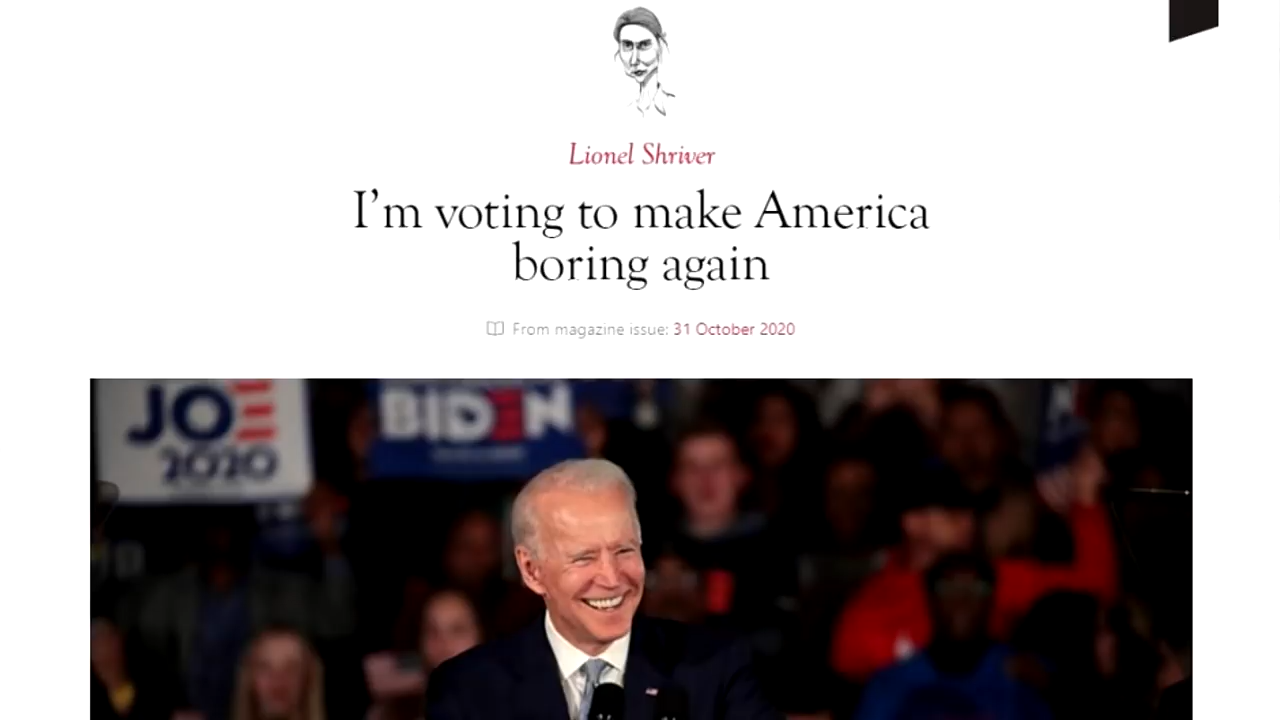 Lionel Shriver
I'm voting to make America
boring again
From magazine issue: 31 October 2020
JOE
2020
BIDEN